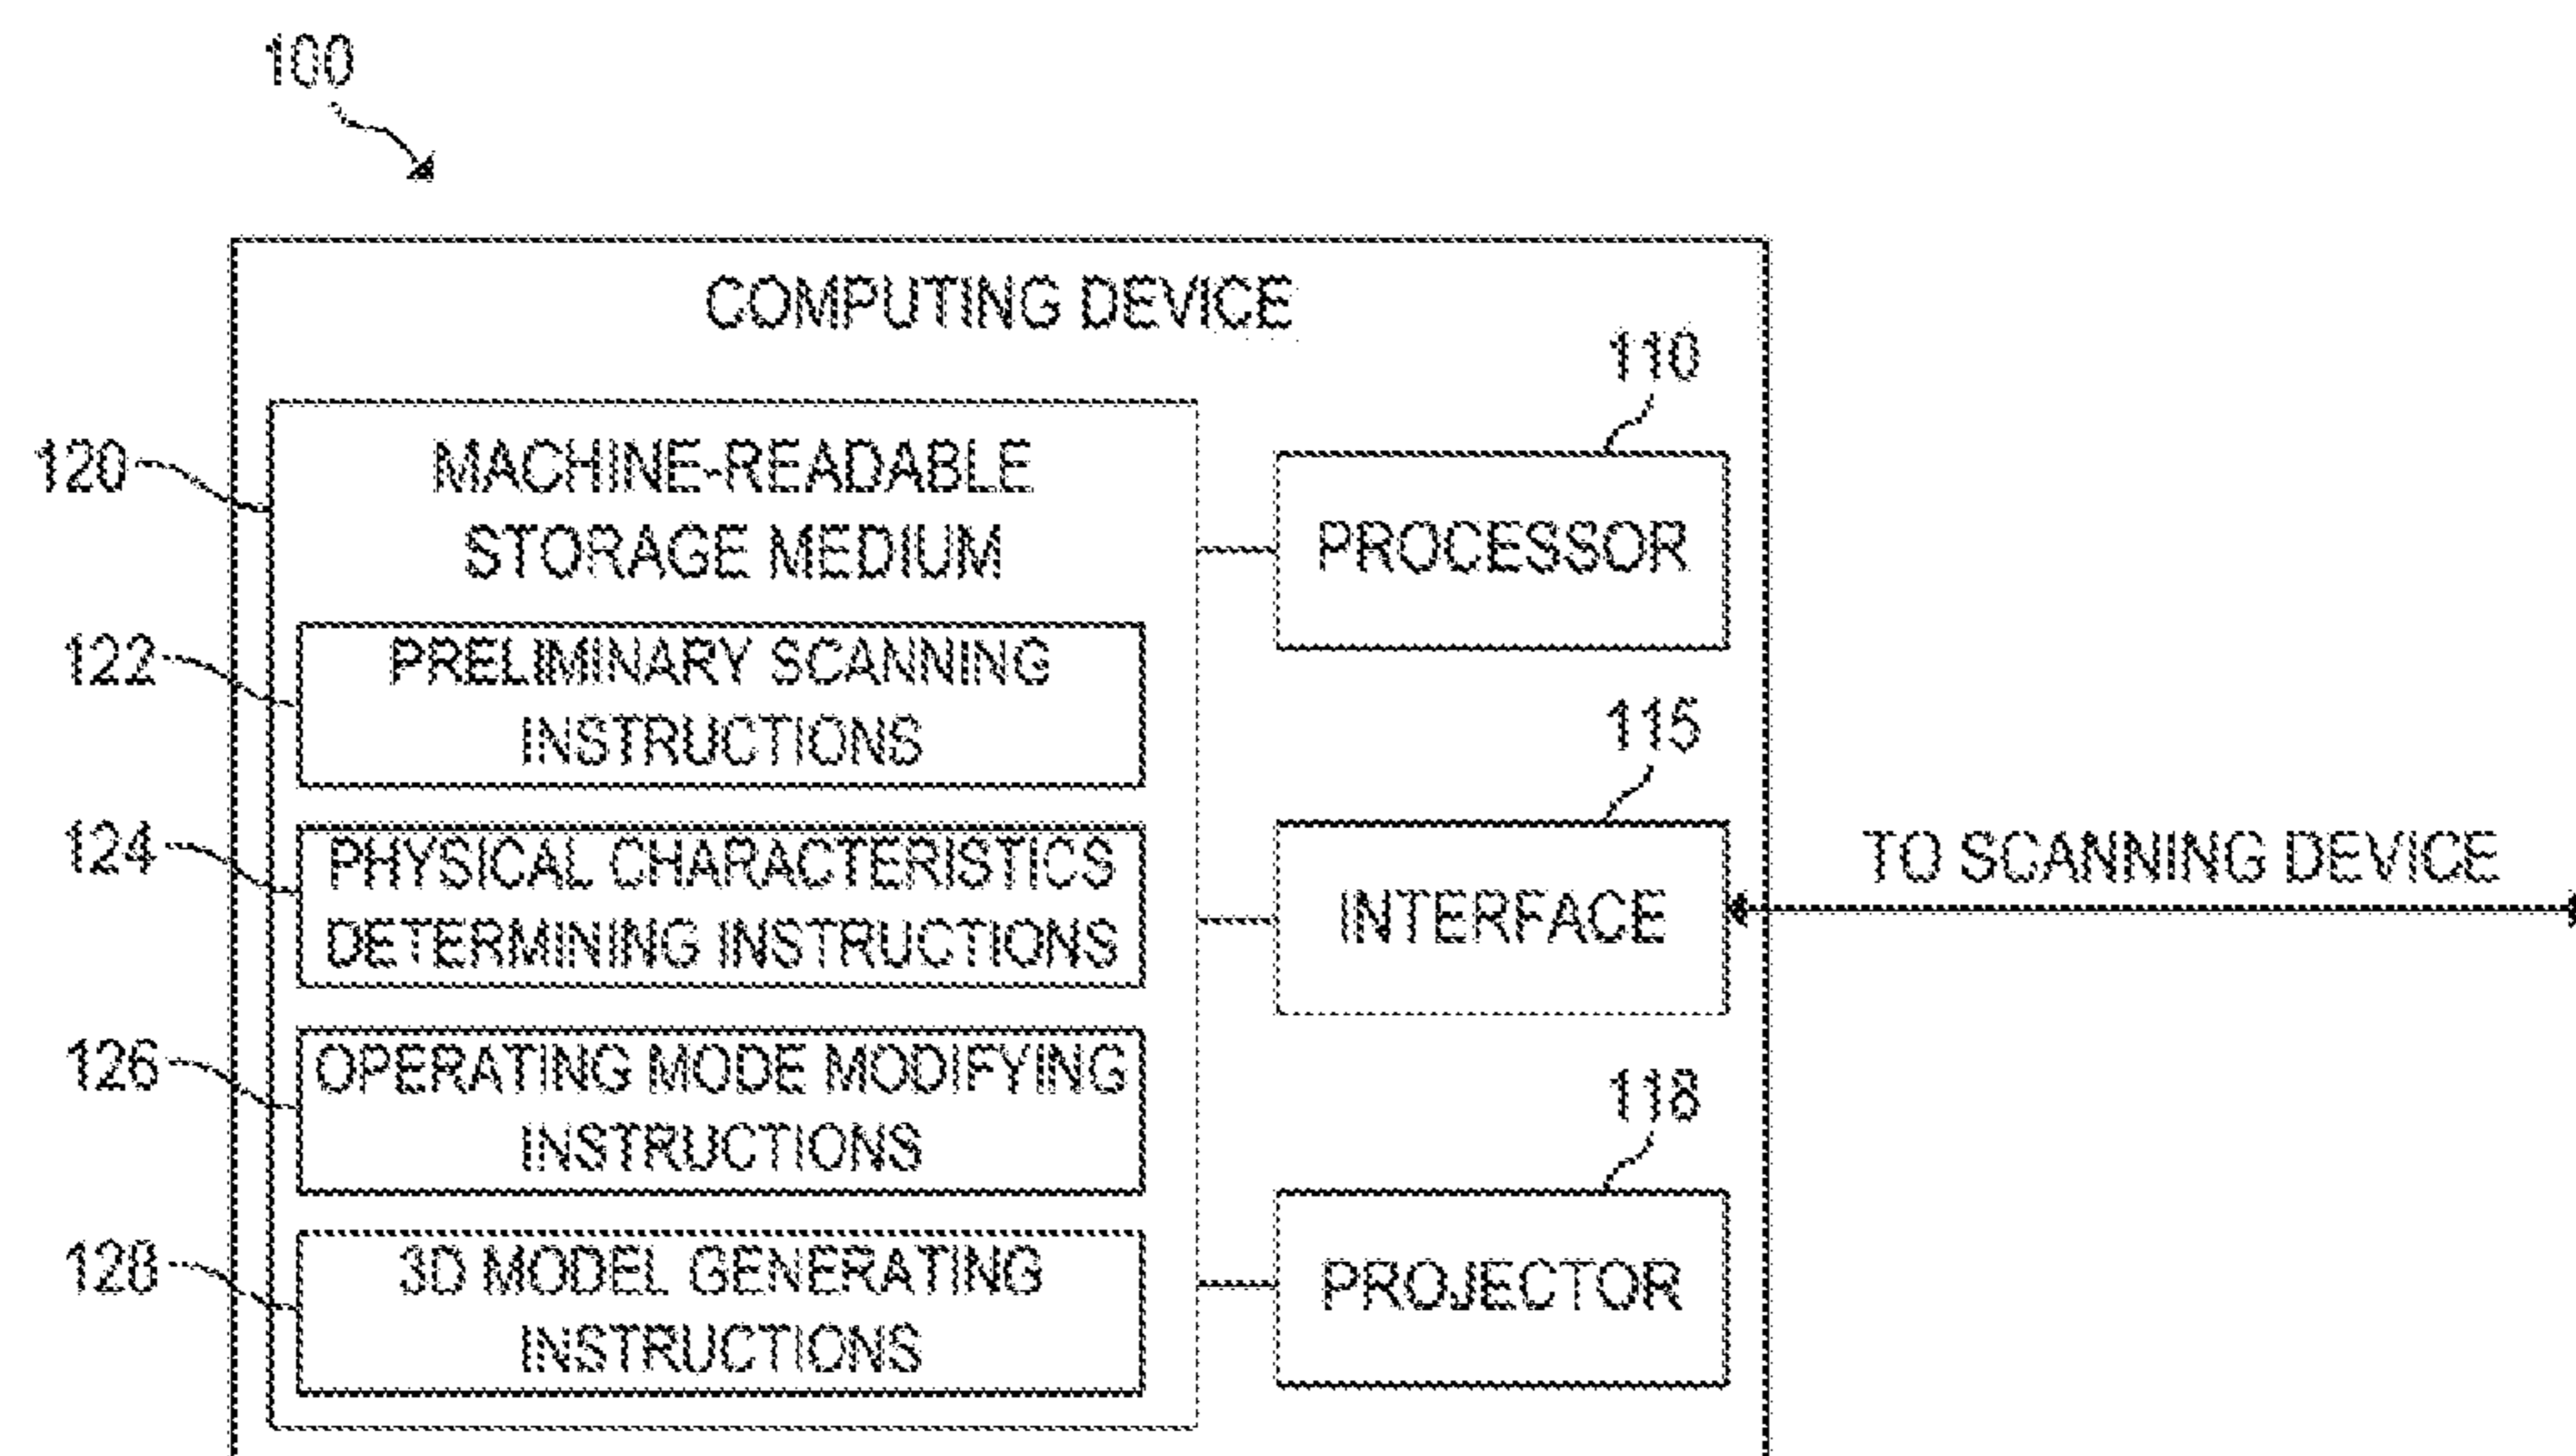 100
COMPUTING DEVICE
110
120
MACHINE-READABLE
STORAGE MEDIUM
PROCESSOR
122
PRELIMINARY SCANNING
INSTRUCTIONS
115
124
PHYSICAL CHARACTERISTICS
DETERMINING INSTRUCTIONS
INTERFACE
TO SCANNING DEVICE
126
OPERATING MODE MODIFYING
INSTRUCTIONS
118
128
3D MODEL GENERATING
INSTRUCTIONS
PROJECTOR